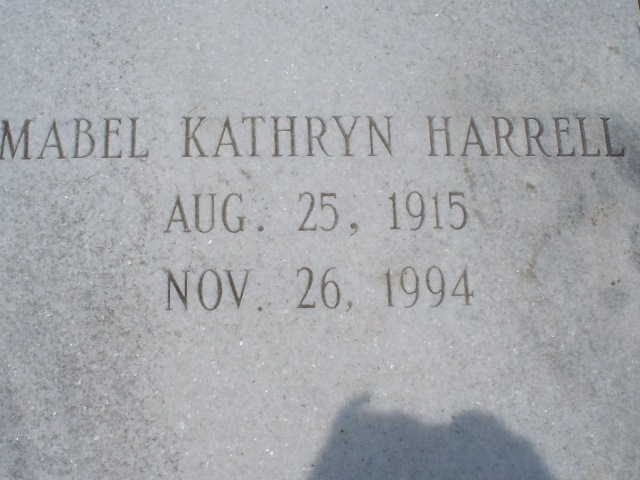 MABEL KATHRYN HARRELL
AUG. 25, 1915
NOV. 26, 1994